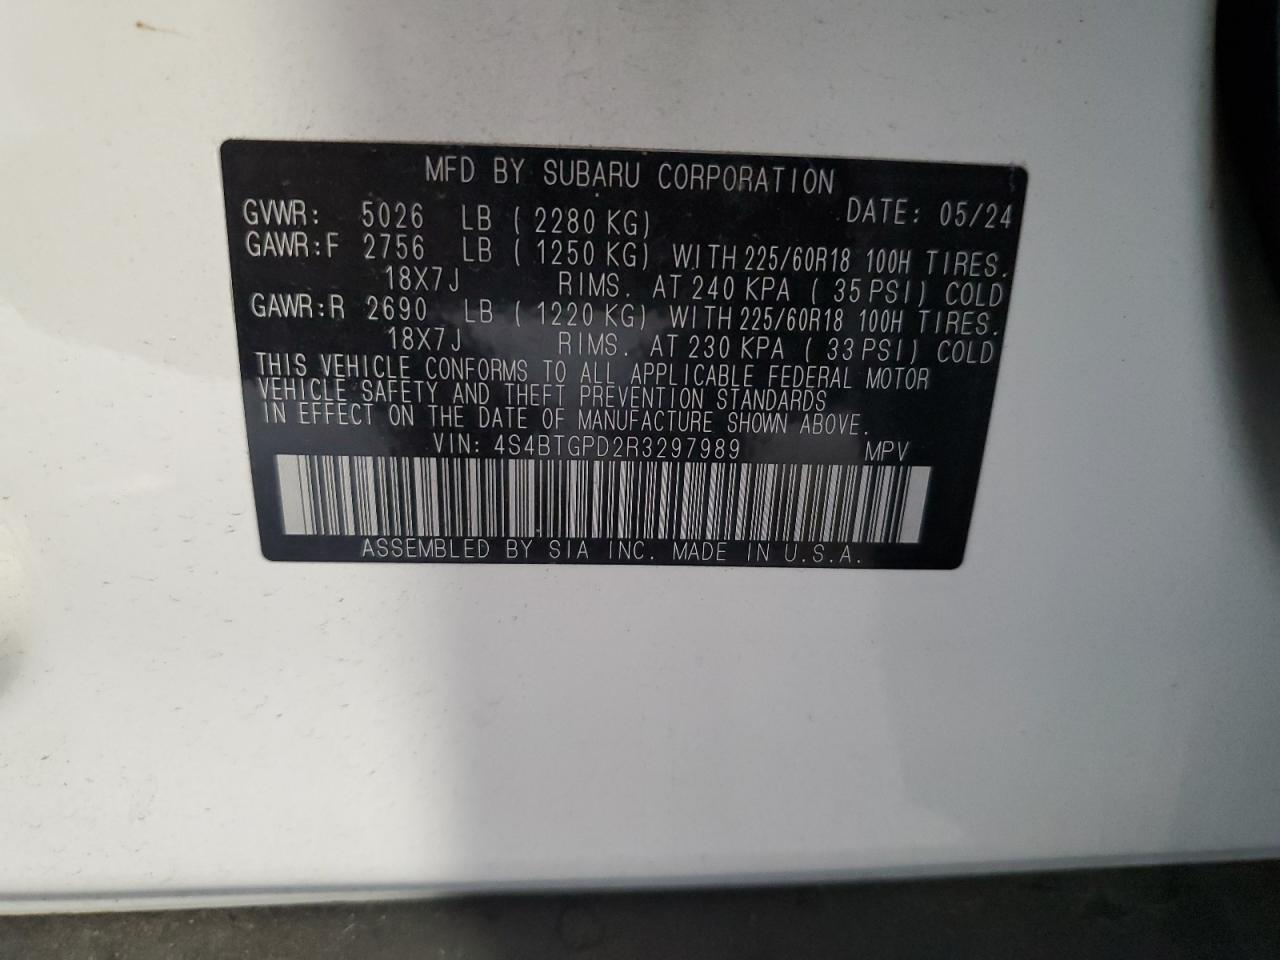 MFD BY SUBARU CORPORATION
GVWR: 5026 LB ( 2280 KG) DATE: 05/24
GAWR:F 2756 LB ( 1250 KG) WITH 225/60R18 100H TIRES.
18X7J RIMS. AT 240 KPA ( 35 PSI) COLD
GAWR:R 2690 LB ( 1220 KG) WITH 225/60R18 100H TIRES.
18X7J RIMS. AT 230 KPA ( 33 PSI) COLD
THIS VEHICLE CONFORMS TO ALL APPLICABLE FEDERAL MOTOR
VEHICLE SAFETY AND THEFT PREVENTION STANDARDS
IN EFFECT ON THE DATE OF MANUFACTURE SHOWN ABOVE.
VIN: 4S4BTGPD2R3297989 MPV
ASSEMBLED BY SIA INC. MADE IN U.S.A.